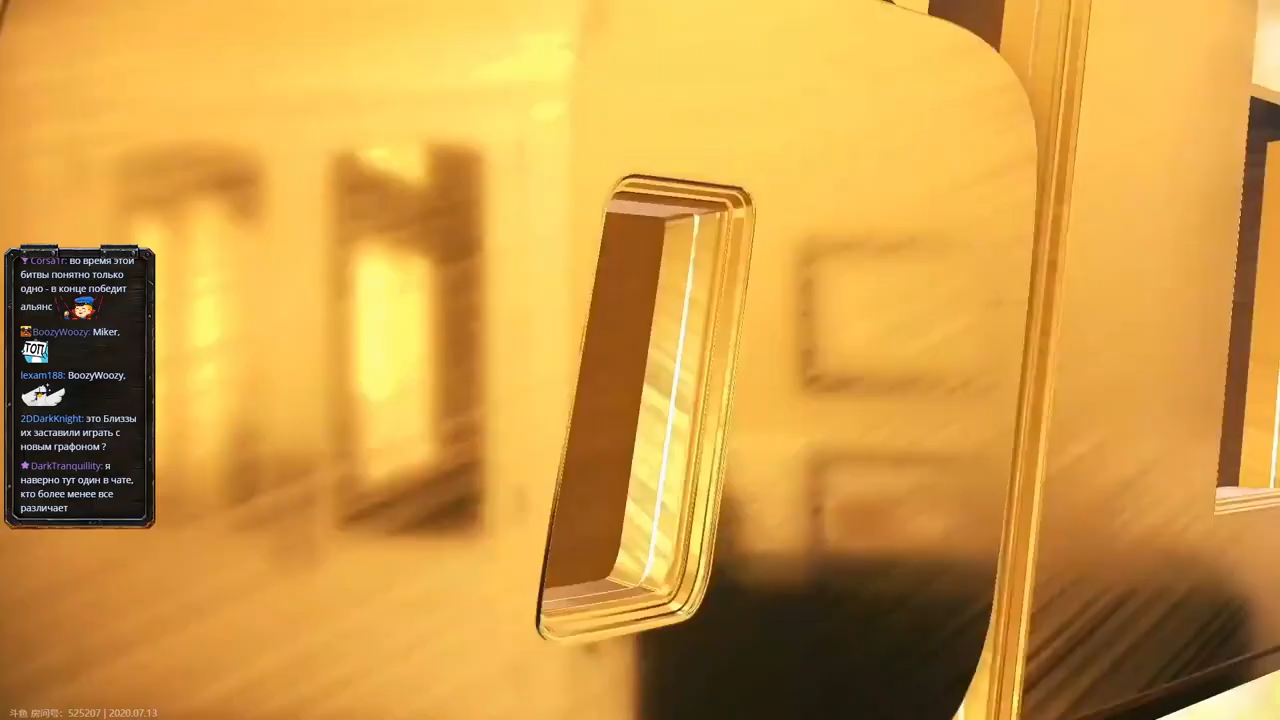 Corsa1r: во время этой
битвы понятно только
одно - в конце победит
альянс
BoozyWoozy: Miker,
ТОП
lexam188: BoozyWoozy,
2DDarkKnight: это Близзы
их заставили играть с
новым графоном ?
DarkTranquillity: я
наверно тут один в чате,
кто более менее все
различает
斗鱼 房间号: 525207 | 2020.07.13